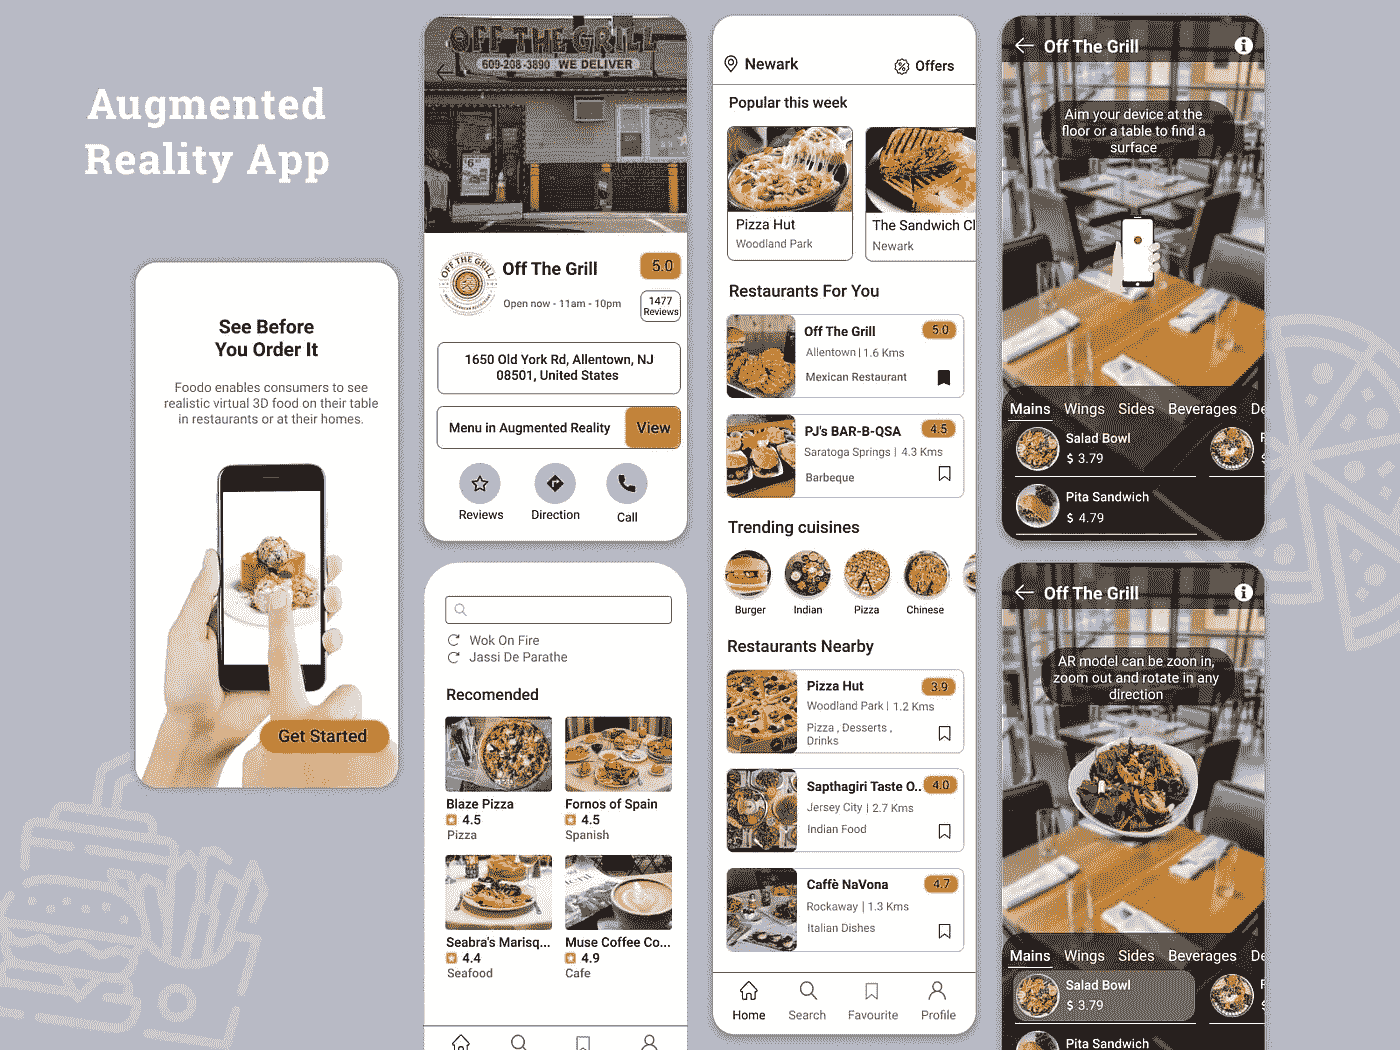 Augmented
Reality App
See Before
You Order It
Foodo enables consumers to see
realistic virtual 3D food on their table
in restaurants or at their homes.
Get Started
OFF THE GRILL
609-208-3890 WE DELIVER
OFF THE GRILL
Off The Grill
5.0
Open now - 11am - 10pm
1477
Reviews
1650 Old York Rd, Allentown, NJ
08501, United States
Menu in Augmented Reality
View
Reviews
Direction
Call
Wok On Fire
Jassi De Parathe
Recomended
Blaze Pizza
4.5
Pizza
Fornos of Spain
4.5
Spanish
Seabra's Marisq...
4.4
Seafood
Muse Coffee Co...
4.9
Cafe
Newark
Offers
Popular this week
Pizza Hut
Woodland Park
The Sandwich Cl
Newark
Restaurants For You
Off The Grill
5.0
Allentown | 1.6 Kms
Mexican Restaurant
PJ's BAR-B-QSA
4.5
Saratoga Springs | 4.3 Kms
Barbeque
Trending cuisines
Burger
Indian
Pizza
Chinese
Restaurants Nearby
Pizza Hut
3.9
Woodland Park | 1.2 Kms
Pizza , Desserts ,
Drinks
Sapthagiri Taste O..
4.0
Jersey City | 2.7 Kms
Indian Food
Caffè NaVona
4.7
Rockaway | 1.3 Kms
Italian Dishes
Home
Search
Favourite
Profile
Off The Grill
Aim your device at the
floor or a table to find a
surface
Mains Wings Sides Beverages De
Salad Bowl
$ 3.79
Pita Sandwich
$ 4.79
Off The Grill
AR model can be zoon in,
zoom out and rotate in any
direction
Mains Wings Sides Beverages De
Salad Bowl
$ 3.79
Pita Sandwich